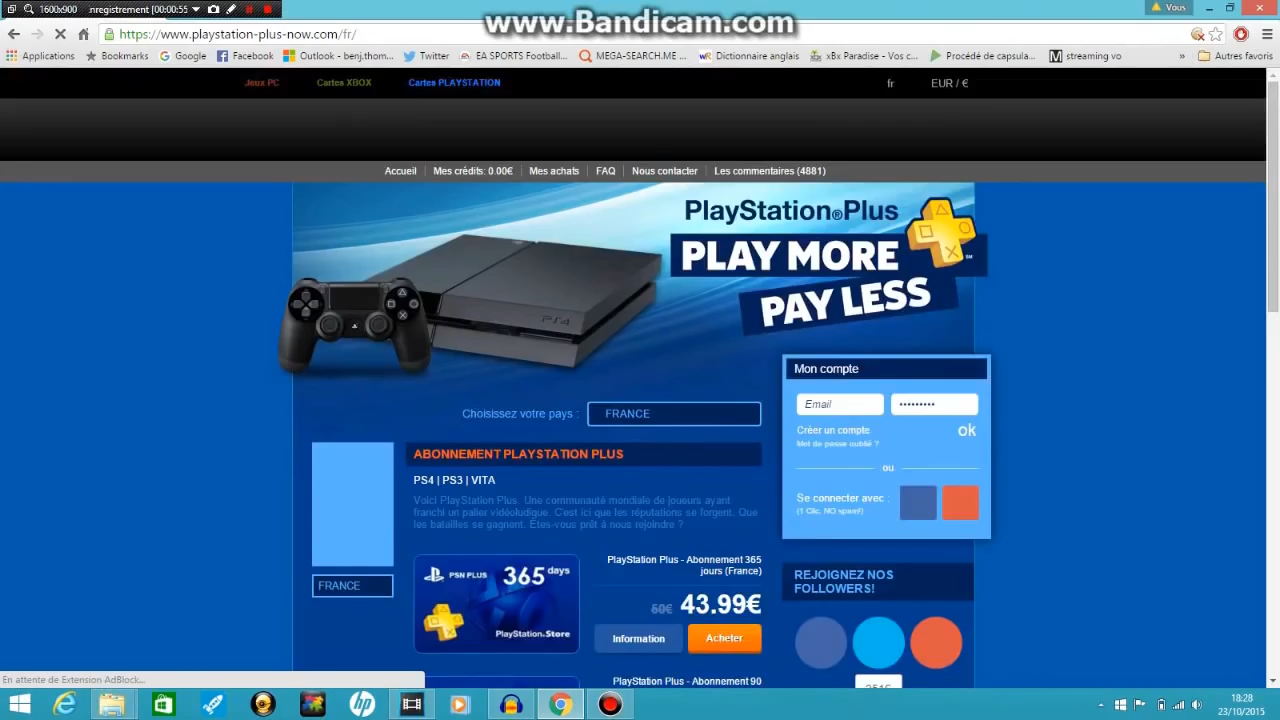 1600x900
enregistrement [00:00:55]
www.Bandicam.com
Vous
https://www.playstation-plus-now.com/fr/
Applications
Bookmarks
Google
Facebook
Outlook - benj.thom...
Twitter
EA SPORTS Football...
MEGA-SEARCH.ME ...
Dictionnaire anglais
xBx Paradise - Vos c...
Procédé de capsula...
streaming vo
»
Autres favoris
Jeux PC
Cartes XBOX
Cartes PLAYSTATION
fr
EUR / €
Accueil
Mes crédits: 0.00€
Mes achats
FAQ
Nous contacter
Les commentaires (4881)
PlayStation®Plus
PLAY MORE
PAY LESS
PS4
Mon compte
Email
•••••••••
Créer un compte
ok
Mot de passe oublié ?
ou
Se connecter avec :
(1 Clic, NO spam!)
Choisissez votre pays :
FRANCE
FRANCE
ABONNEMENT PLAYSTATION PLUS
PS4 | PS3 | VITA
Voici PlayStation Plus. Une communauté mondiale de joueurs ayant
franchi un palier vidéoludique. C'est ici que les réputations se forgent. Que
les batailles se gagnent. Êtes-vous prêt à nous rejoindre ?
PSN PLUS 365 days
PlayStation.Store
PlayStation Plus - Abonnement 365
jours (France)
50€ 43.99€
Information
Acheter
REJOIGNEZ NOS
FOLLOWERS!
PlayStation Plus - Abonnement 90
En attente de Extension AdBlock...
18:28
23/10/2015